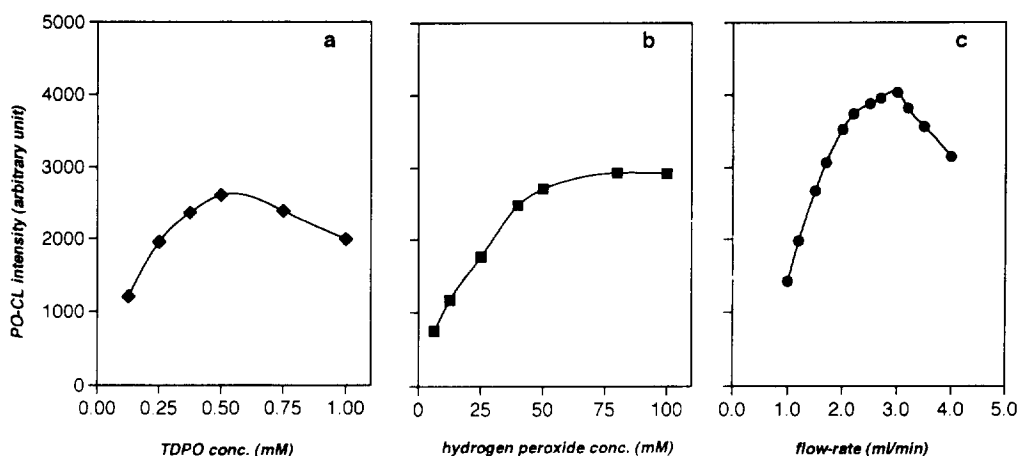 5000
4000
3000
2000
1000
0
PO-CL intensity (arbitrary unit)
a
0.00 0.25 0.50 0.75 1.00
TDPO conc. (mM)
b
0 25 50 75 100
hydrogen peroxide conc. (mM)
c
0.0 1.0 2.0 3.0 4.0 5.0
flow-rate (ml/min)